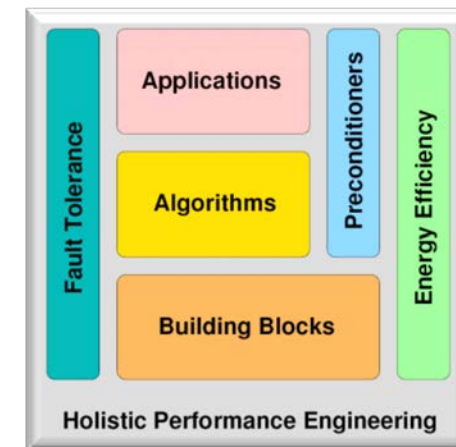 Fault Tolerance
Applications
Algorithms
Building Blocks
Preconditioners
Energy Efficiency
Holistic Performance Engineering